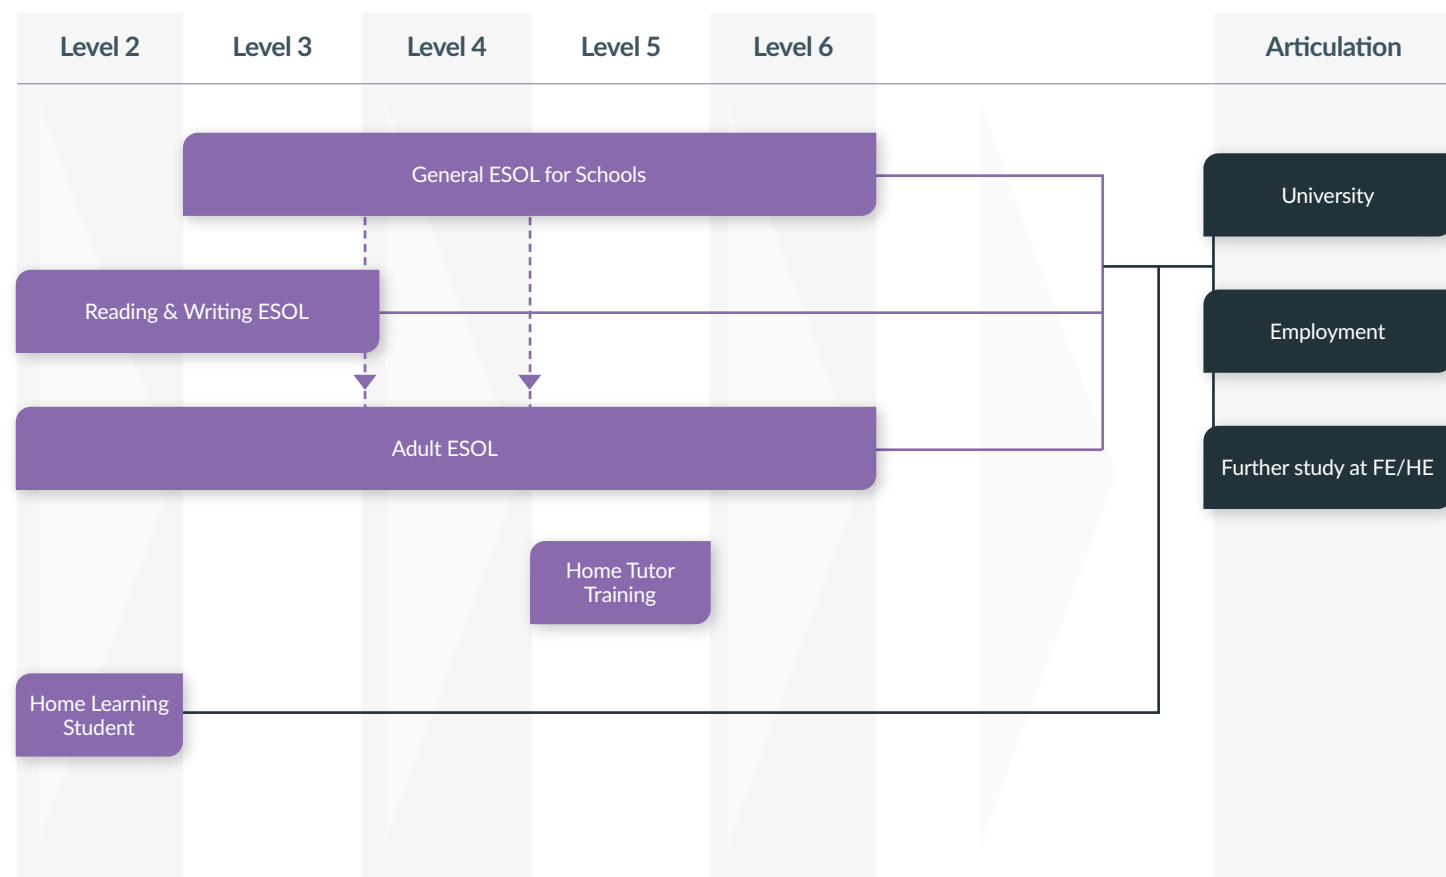 Level 2
Level 3
Level 4
Level 5
Level 6
Articulation
General ESOL for Schools
University
Reading & Writing ESOL
Employment
Adult ESOL
Further study at FE/HE
Home Tutor
Training
Home Learning
Student